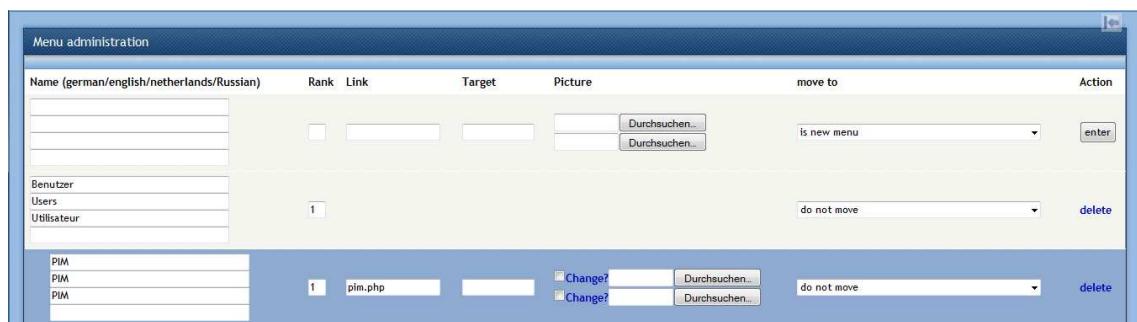 Menu administration
Name (german/english/netherlands/Russian) Rank Link Target Picture move to Action
Durchsuchen...
Durchsuchen...
is new menu
enter
Benutzer
Users
Utilisateur
1
do not move
delete
PIM
PIM
PIM
1
pim.php
Change? Durchsuchen...
Change? Durchsuchen...
do not move
delete